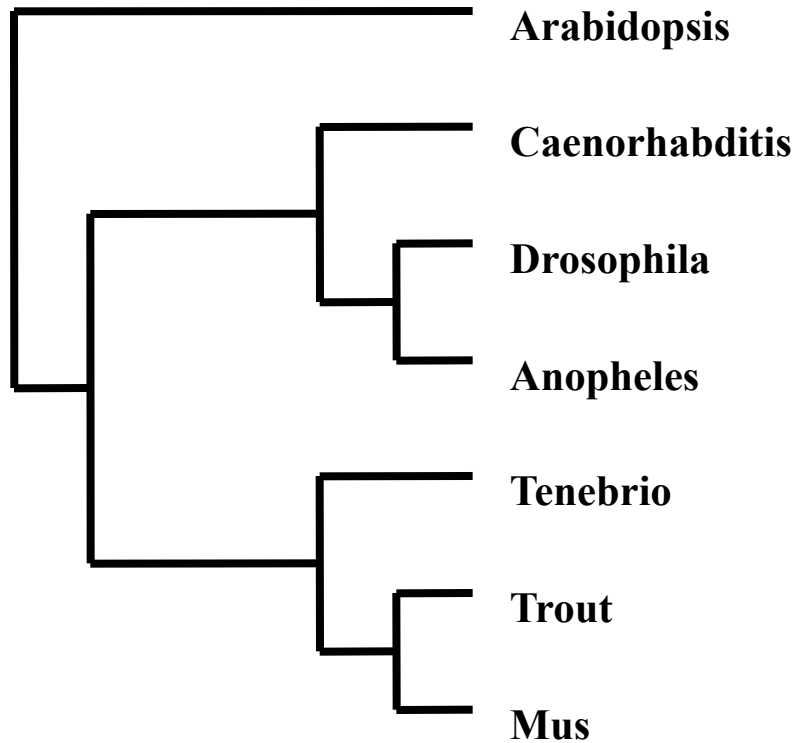 Arabidopsis
Caenorhabditis
Drosophila
Anopheles
Tenebrio
Trout
Mus